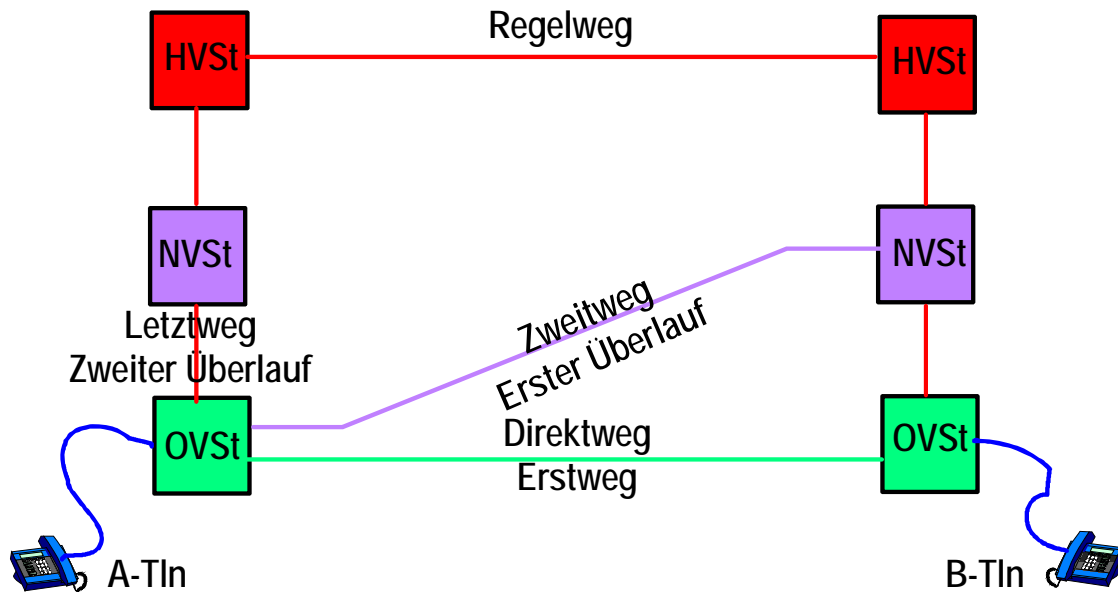 Regelweg
HVSt
HVSt
NVSt
NVSt
Letztweg
Zweiter Überlauf
Zweitweg
Erster Überlauf
OVSt
Direktweg
Erstweg
OVSt
A-Tln
B-Tln